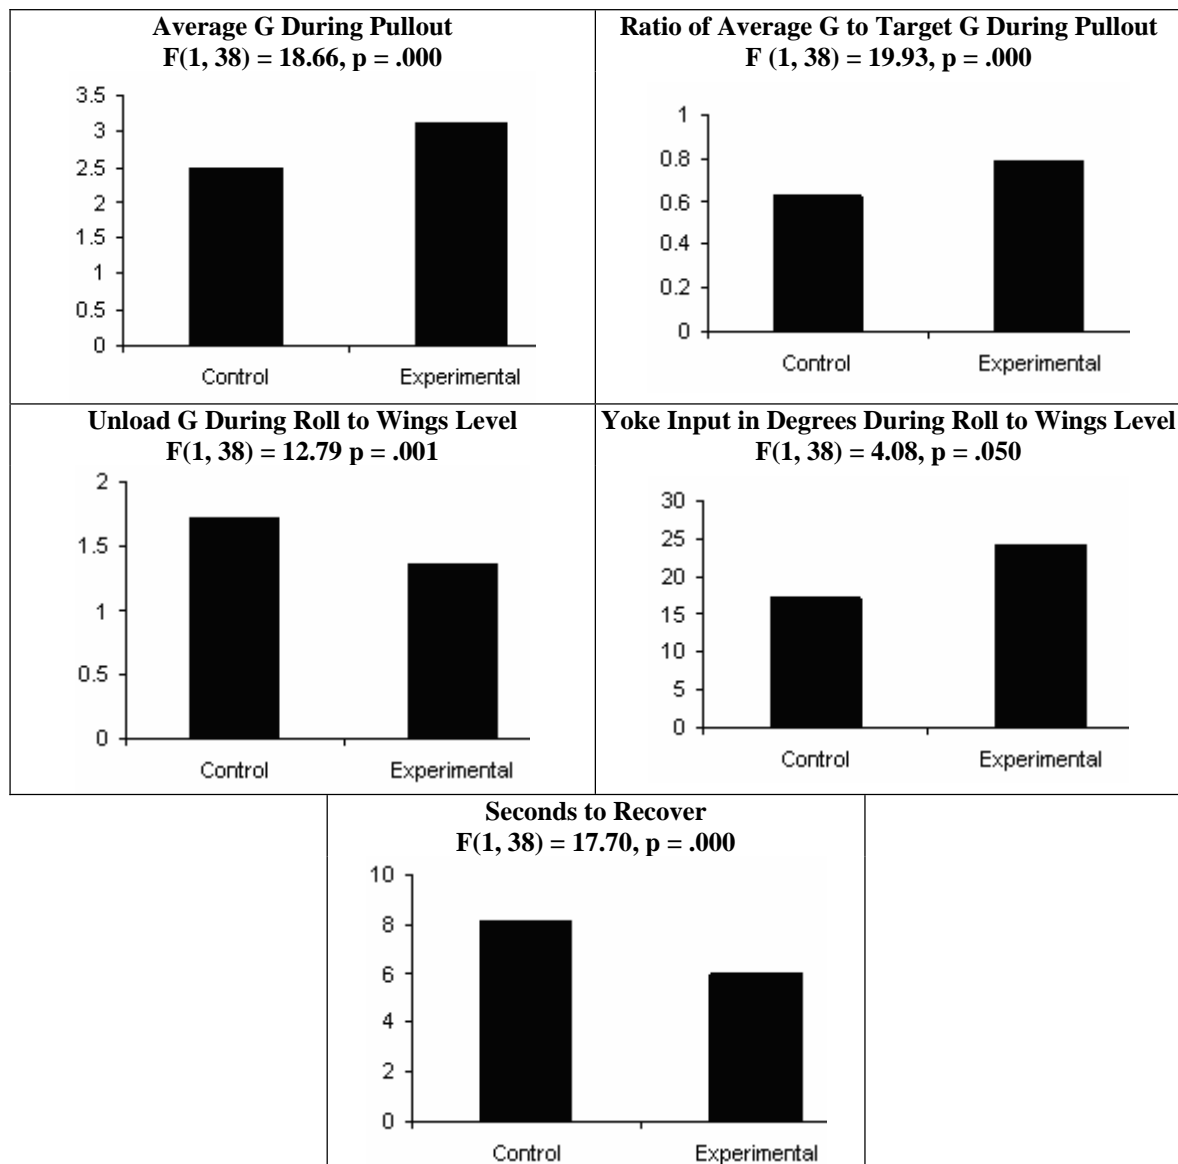 Average G During Pullout
F(1, 38) = 18.66, p = .000
3.5
3
2.5
2
1.5
1
0.5
0
Control Experimental
Ratio of Average G to Target G During Pullout
F (1, 38) = 19.93, p = .000
1
0.8
0.6
0.4
0.2
0
Control Experimental
Unload G During Roll to Wings Level
F(1, 38) = 12.79 p = .001
2
1.5
1
0.5
0
Control Experimental
Yoke Input in Degrees During Roll to Wings Level
F(1, 38) = 4.08, p = .050
30
25
20
15
10
5
0
Control Experimental
Seconds to Recover
F(1, 38) = 17.70, p = .000
10
8
6
4
2
0
Control Experimental